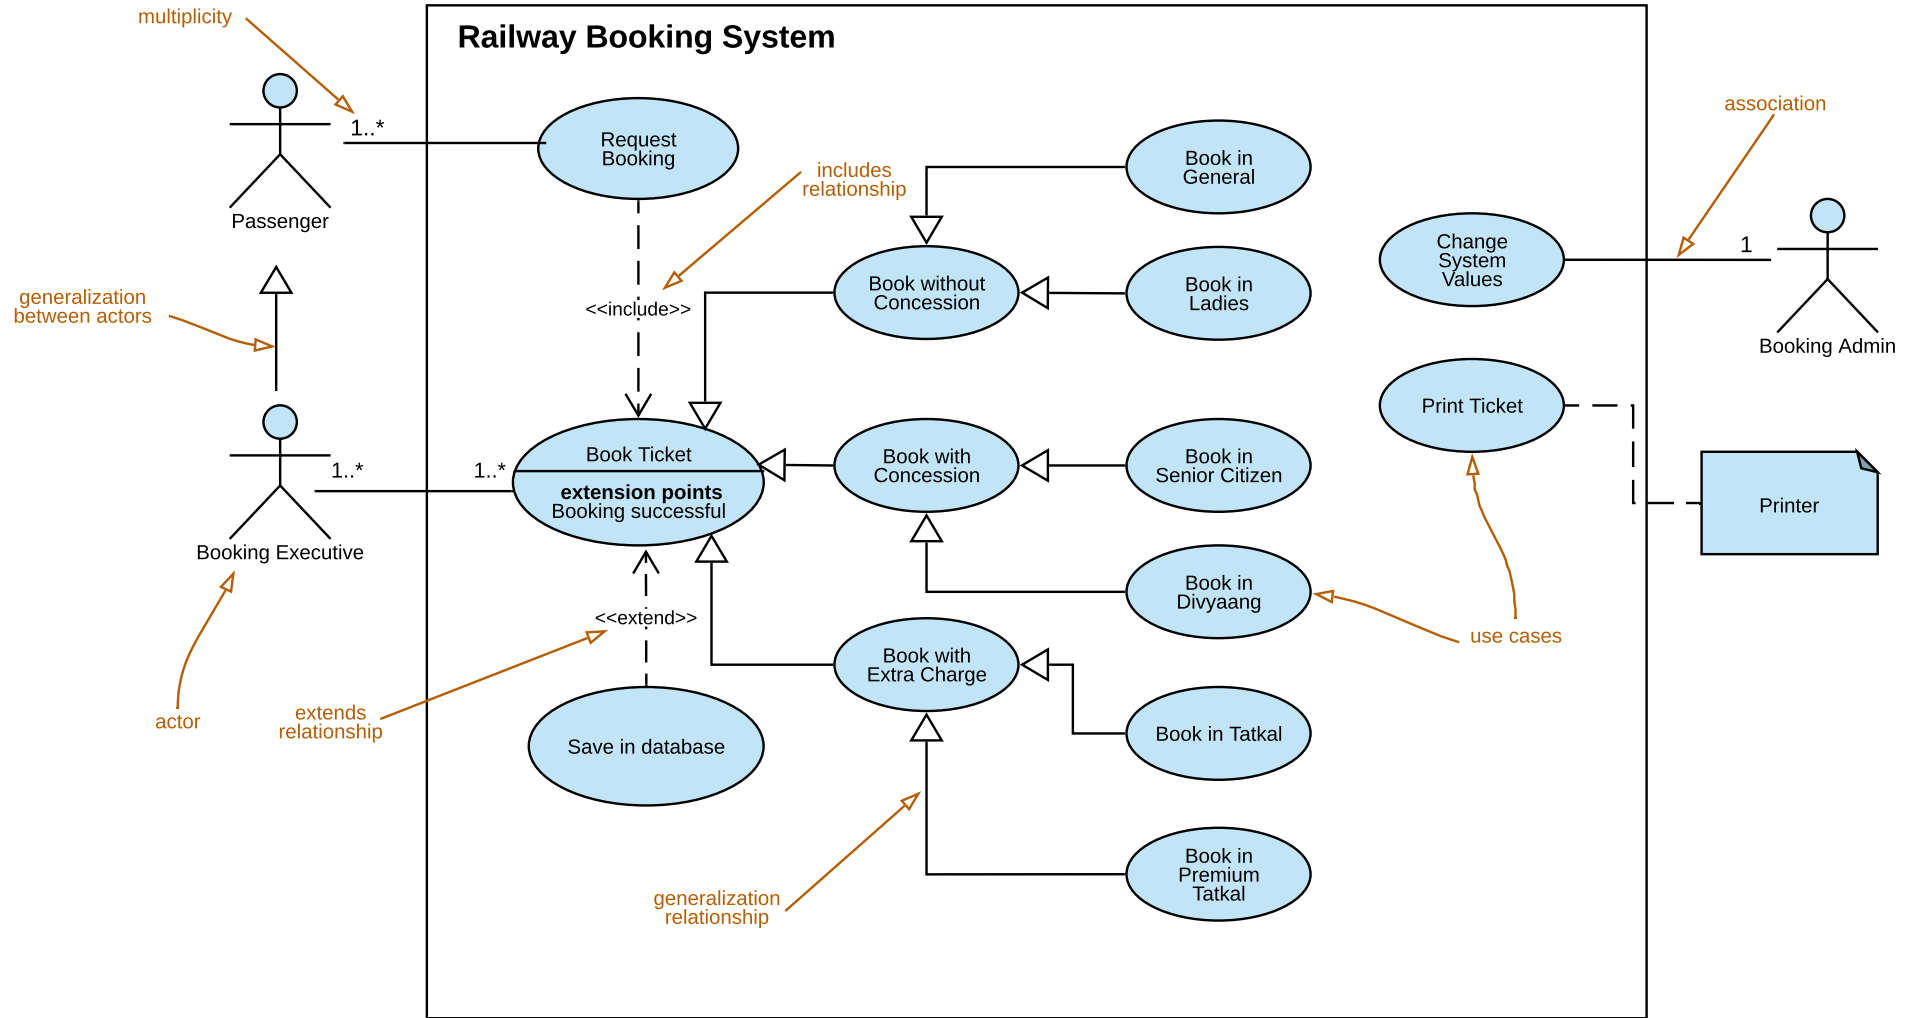 multiplicity
Railway Booking System
1..*
Passenger
Request
Booking
includes
relationship
Book in
General
association
Change
System
Values
1
Booking Admin
generalization
between actors
<<include>>
Book without
Concession
Book in
Ladies
Print Ticket
Printer
1..*
1..*
Booking Executive
Book Ticket
extension points
Booking successful
Book with
Concession
Book in
Senior Citizen
Book in
Divyaang
use cases
<<extend>>
Book with
Extra Charge
actor
extends
relationship
Save in database
Book in Tatkal
generalization
relationship
Book in
Premium
Tatkal